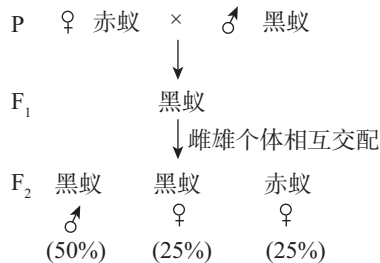 P ♀ 赤蚁 × ♂ 黑蚁
F₁ 黑蚁
雌雄个体相互交配
F₂ 黑蚁 黑蚁 赤蚁
♂ ♀ ♀
(50%) (25%) (25%)